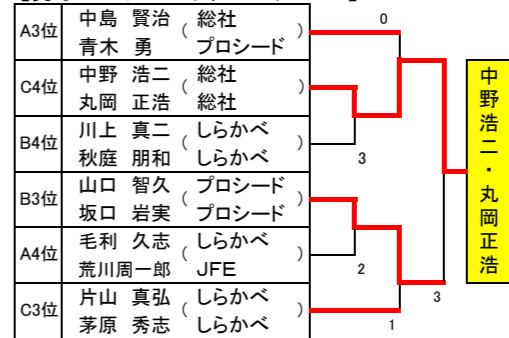 A3位 中島 賢治 ( 総社 )
青木 勇 プロシード
C4位 中野 浩二 ( 総社 )
丸岡 正浩 総社
B4位 川上 真二 ( しらかべ )
秋庭 朋和 しらかべ
B3位 山口 智久 ( プロシード )
坂口 岩実 プロシード
A4位 毛利 久志 ( しらかべ )
荒川周一郎 JFE
C3位 片山 真弘 ( しらかべ )
茅原 秀志 しらかべ
0
3
2
3
1
中野浩二・丸岡正浩